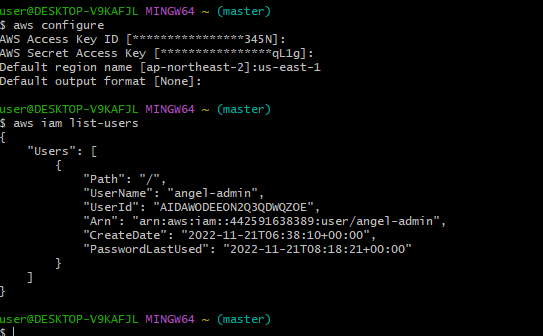 user@DESKTOP-V9KAFJL MINGW64 ~ (master)
$ aws configure
AWS Access Key ID [****************345N]:
AWS Secret Access Key [****************qL1g]:
Default region name [ap-northeast-2]:us-east-1
Default output format [None]:

user@DESKTOP-V9KAFJL MINGW64 ~ (master)
$ aws iam list-users
{
    "Users": [
        {
            "Path": "/",
            "UserName": "angel-admin",
            "UserId": "AIDAWODEEON2Q3QDWQZOE",
            "Arn": "arn:aws:iam::442591638389:user/angel-admin",
            "CreateDate": "2022-11-21T06:38:10+00:00",
            "PasswordLastUsed": "2022-11-21T08:18:21+00:00"
        }
    ]
}

user@DESKTOP-V9KAFJL MINGW64 ~ (master)
$